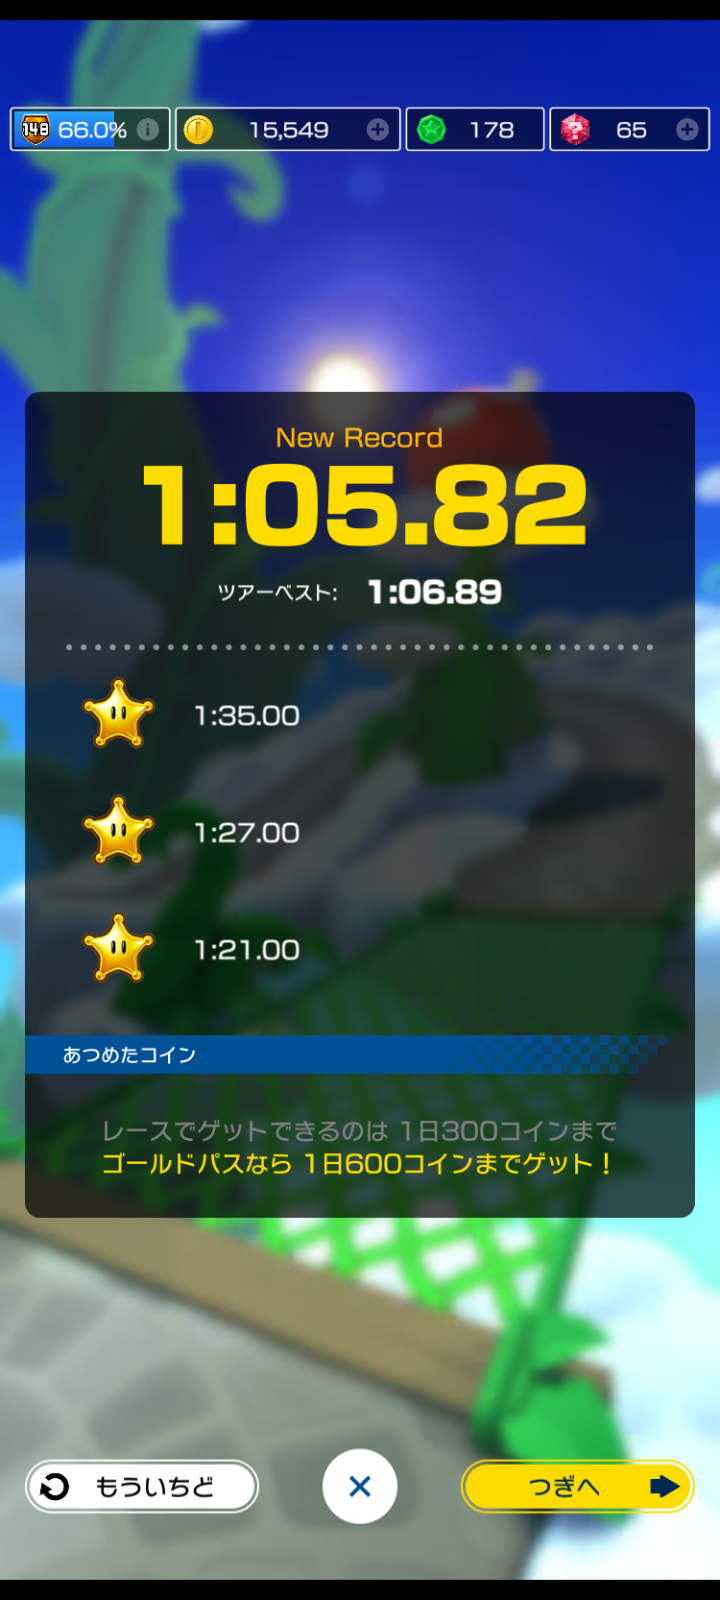 148 66.0% 15,549 178 65
New Record
1:05.82
ツアーベスト: 1:06.89
1:35.00
1:27.00
1:21.00
あつめたコイン
レースでゲットできるのは 1日300コインまで
ゴールドパスなら 1日600コインまでゲット！
もういちど つぎへ